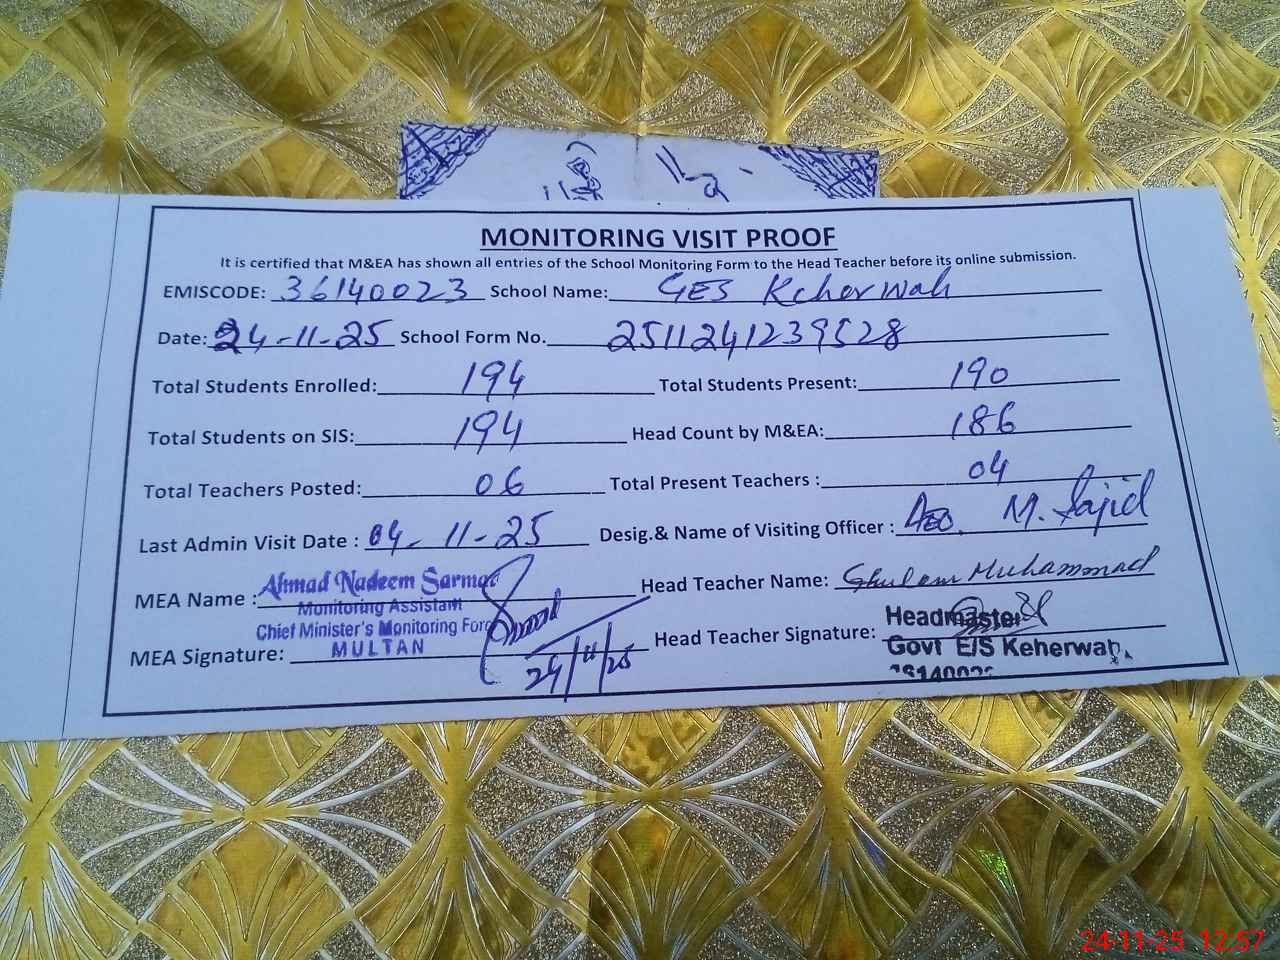 MONITORING VISIT PROOF
It is certified that M&EA has shown all entries of the School Monitoring Form to the Head Teacher before its online submission.
EMISCODE: 36140023 School Name: GES Keherwah
Date: 24-11-25 School Form No. 2511241239528
Total Students Enrolled: 194 Total Students Present: 190
Total Students on SIS: 194 Head Count by M&EA: 186
Total Teachers Posted: 06 Total Present Teachers : 04
Last Admin Visit Date : 04-11-25 Desig.& Name of Visiting Officer : AEO. M. Sajid
MEA Name : Ahmad Nadeem Sarmad Head Teacher Name: Ghulam Muhammad
Monitoring Assistant
Chief Minister's Monitoring Force
MULTAN
MEA Signature: 24/11/25 Head Teacher Signature:
Headmaster
Govt E/S Keherwah.
36140023
24-11-25 12:57